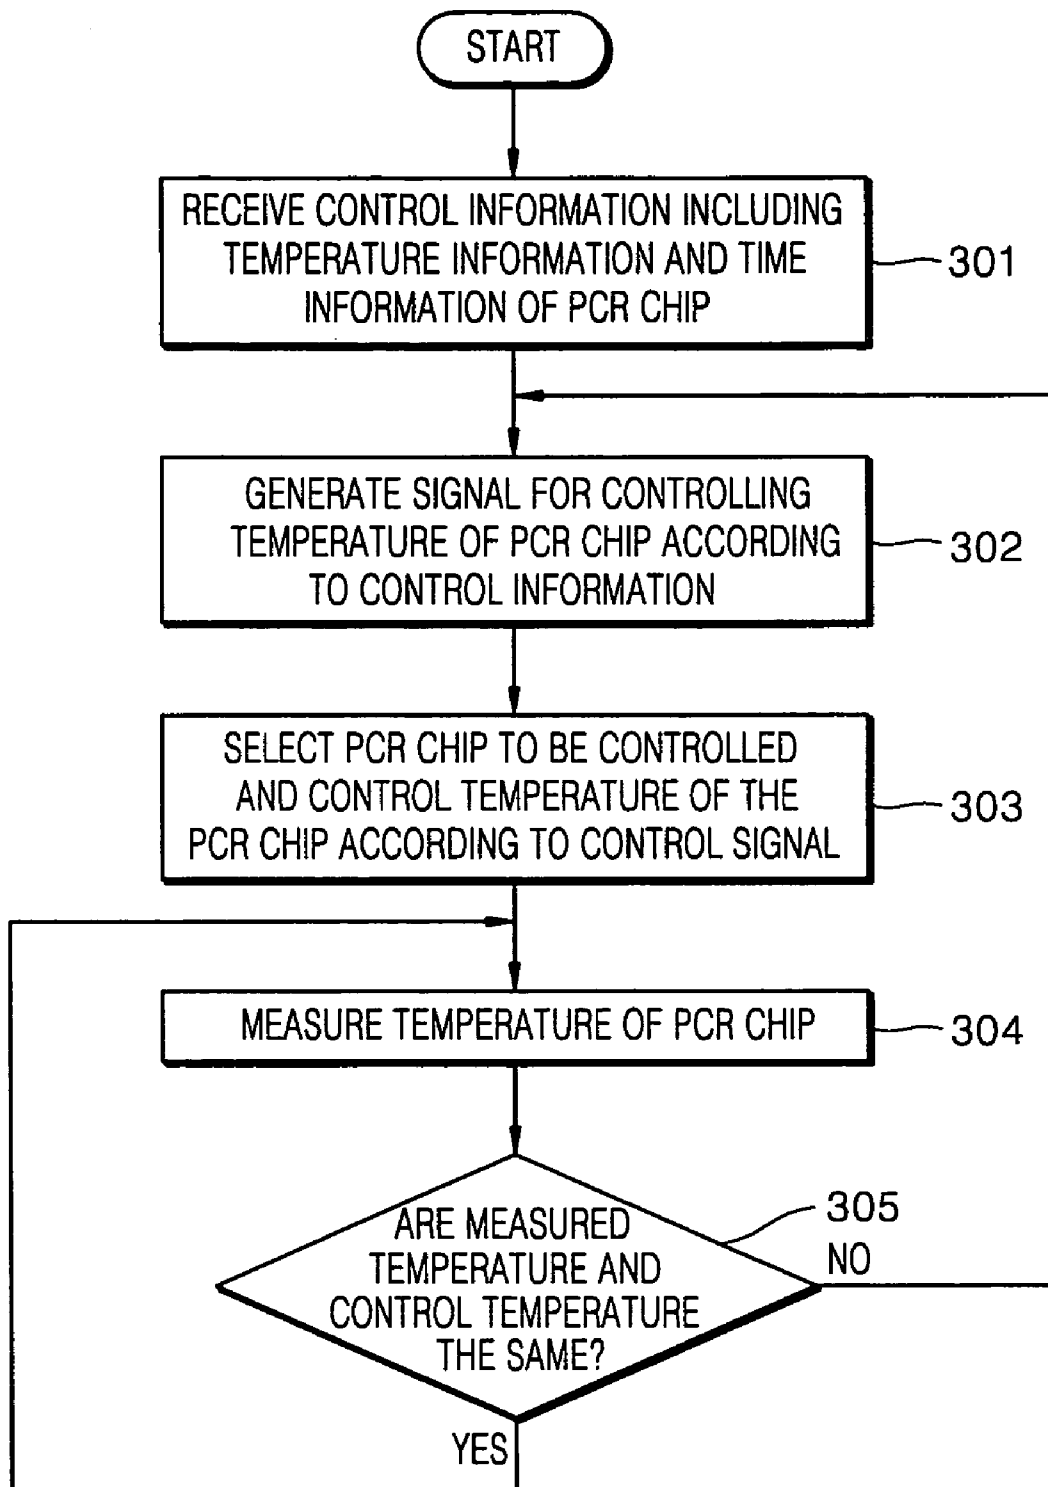 START
RECEIVE CONTROL INFORMATION INCLUDING
TEMPERATURE INFORMATION AND TIME
INFORMATION OF PCR CHIP
301
GENERATE SIGNAL FOR CONTROLLING
TEMPERATURE OF PCR CHIP ACCORDING
TO CONTROL INFORMATION
302
SELECT PCR CHIP TO BE CONTROLLED
AND CONTROL TEMPERATURE OF THE
PCR CHIP ACCORDING TO CONTROL SIGNAL
303
MEASURE TEMPERATURE OF PCR CHIP
304
ARE MEASURED
TEMPERATURE AND
CONTROL TEMPERATURE
THE SAME?
305
NO
YES